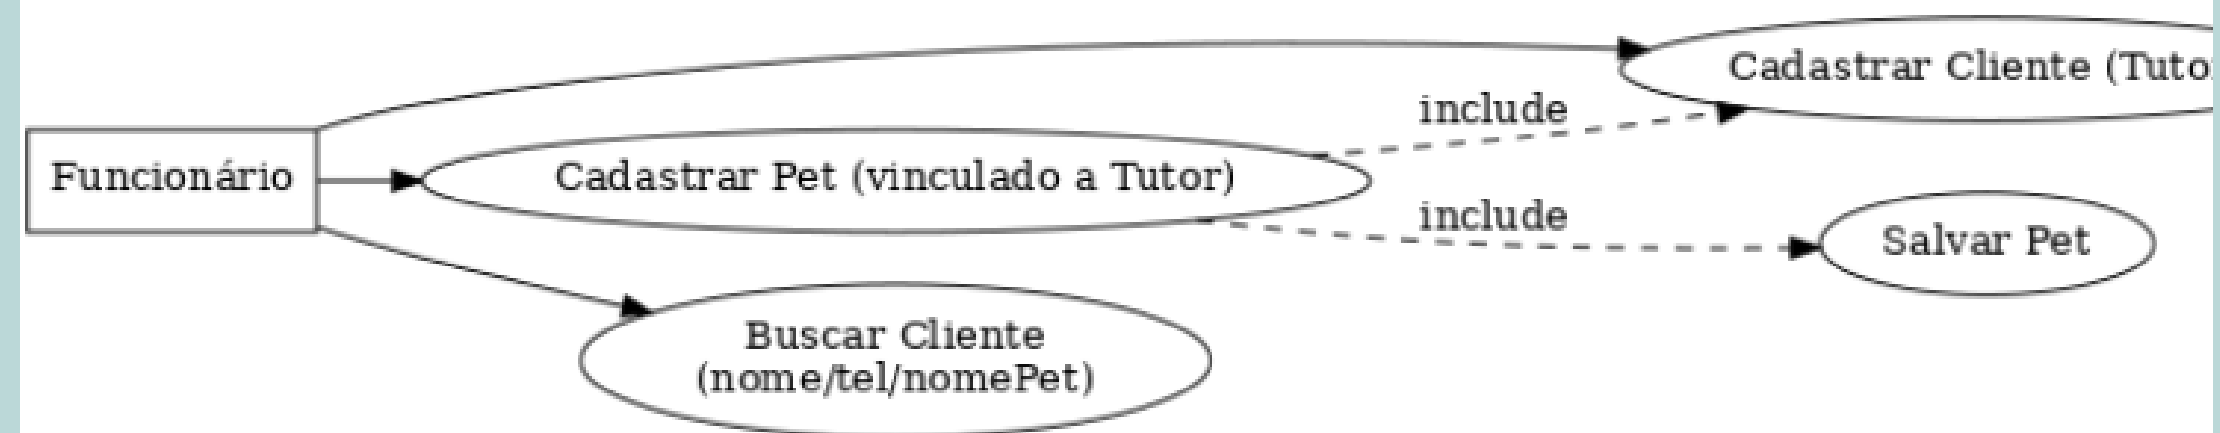 Cadastrar Cliente (Tuto
include
Funcionário
Cadastrar Pet (vinculado a Tutor)
include
Salvar Pet
Buscar Cliente
(nome/tel/nomePet)